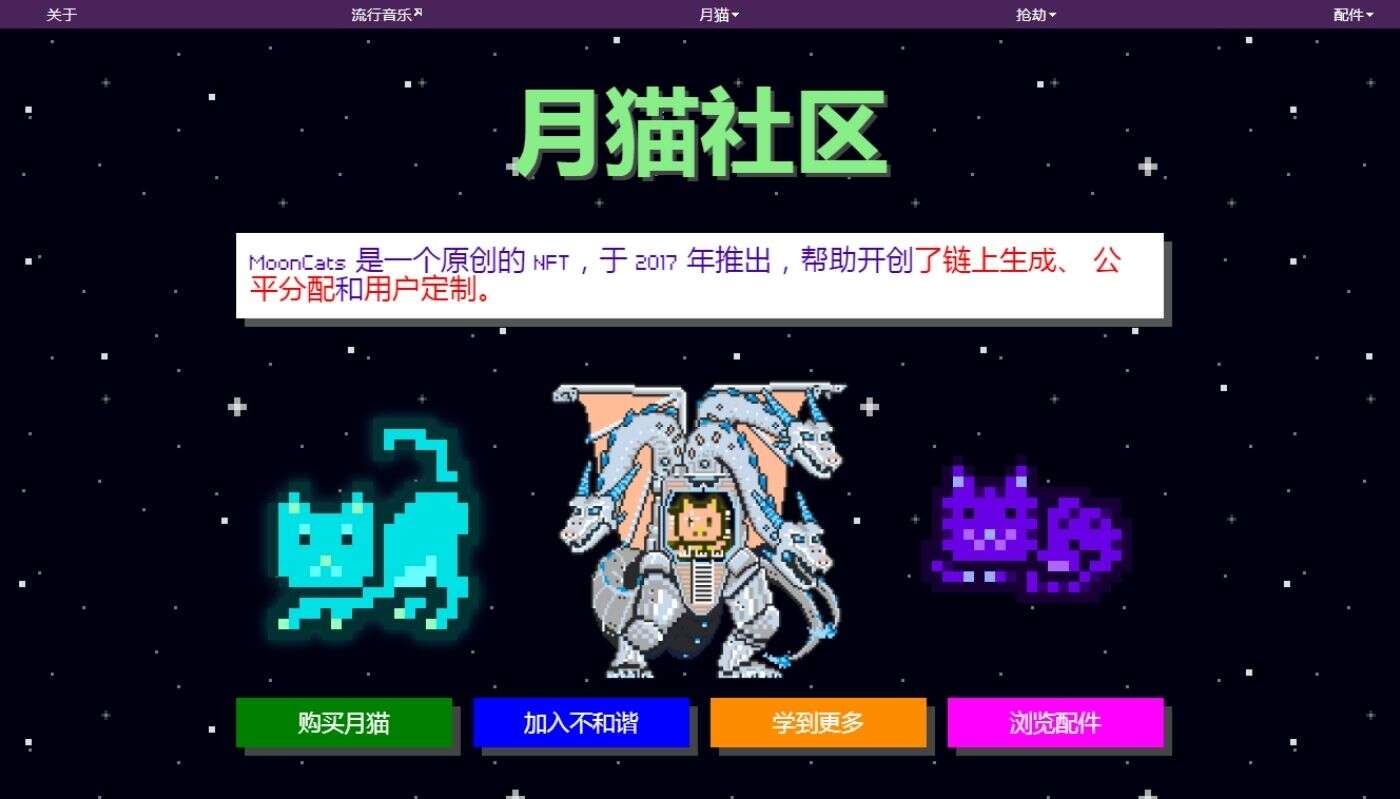 关于
流行音乐
月猫
抢劫
配件
月猫社区
MoonCats 是一个原创的 NFT，于 2017 年推出，帮助开创了链上生成、 公
平分配和用户定制。
购买月猫
加入不和谐
学到更多
浏览配件